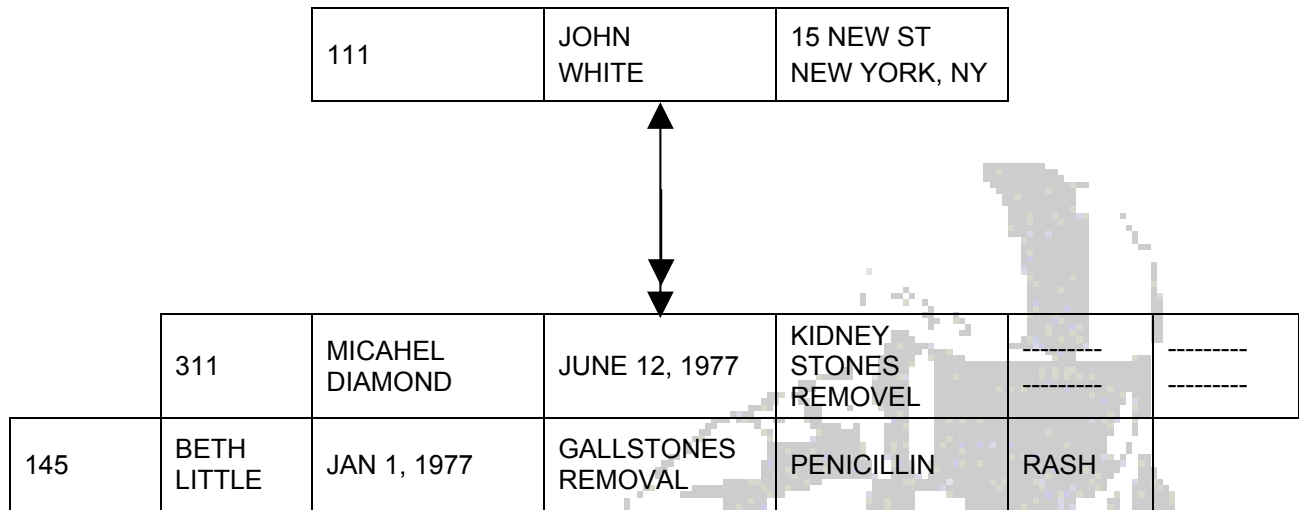 111
JOHN
WHITE
15 NEW ST
NEW YORK, NY
311
MICAHEL
DIAMOND
JUNE 12, 1977
KIDNEY
STONES
REMOVEL
----------
----------
---------
---------
145
BETH
LITTLE
JAN 1, 1977
GALLSTONES
REMOVAL
PENICILLIN
RASH